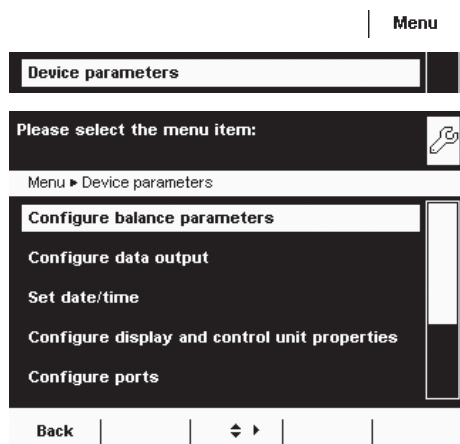 Menu
Device parameters
Please select the menu item:
Menu ▸ Device parameters
Configure balance parameters
Configure data output
Set date/time
Configure display and control unit properties
Configure ports
Back